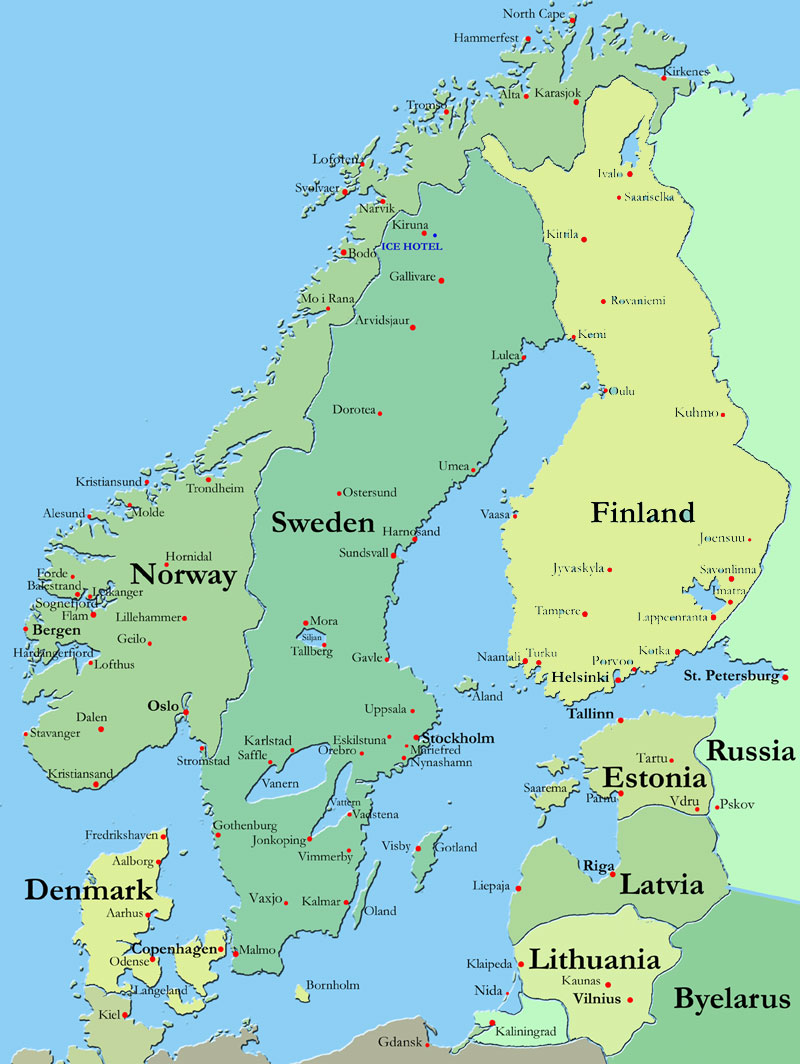 North Cape
Hammerfest
Kirkenes
Alta
Karasjok
Tromso
Lofoten
Ivalo
Svolvaer
Saariselka
Narvik
Kiruna
Kittila
ICE HOTEL
Bodo
Gallivare
Mo i Rana
Rovaniemi
Arvidsjaur
Kemi
Lulea
Oulu
Dorotea
Kuhmo
Umea
Kristiansund
Trondheim
Ostersund
Molde
Alesund
Vaasa
Finland
Sweden
Harnosand
Joensuu
Sundsvall
Hornidal
Norway
Jyvaskyla
Savonlinna
Forde
Balestrand
Leikanger
Imatra
Sognefjord
Flam
Lillehammer
Tampere
Lappeenranta
Mora
Bergen
Siljan
Geilo
Tallberg
Hardangerfjord
Lofthus
Gavle
Naantali
Turku
Porvoo
Kotka
Helsinki
St. Petersburg
Aland
Oslo
Uppsala
Tallinn
Dalen
Stavanger
Karlstad
Eskilstuna
Stockholm
Stromstad
Saffle
Orebro
Mariefred
Nynashamn
Russia
Tartu
Kristiansand
Vanern
Estonia
Saarema
Parnu
Vattern
Vadstena
Vdru
Pskov
Gothenburg
Fredrikshaven
Jonkoping
Visby
Gotland
Vimmerby
Aalborg
Riga
Denmark
Liepaja
Latvia
Vaxjo
Kalmar
Oland
Aarhus
Copenhagen
Malmo
Odense
Klaipeda
Lithuania
Kaunas
Langeland
Bornholm
Nida
Vilnius
Byelarus
Kiel
Kaliningrad
Gdansk